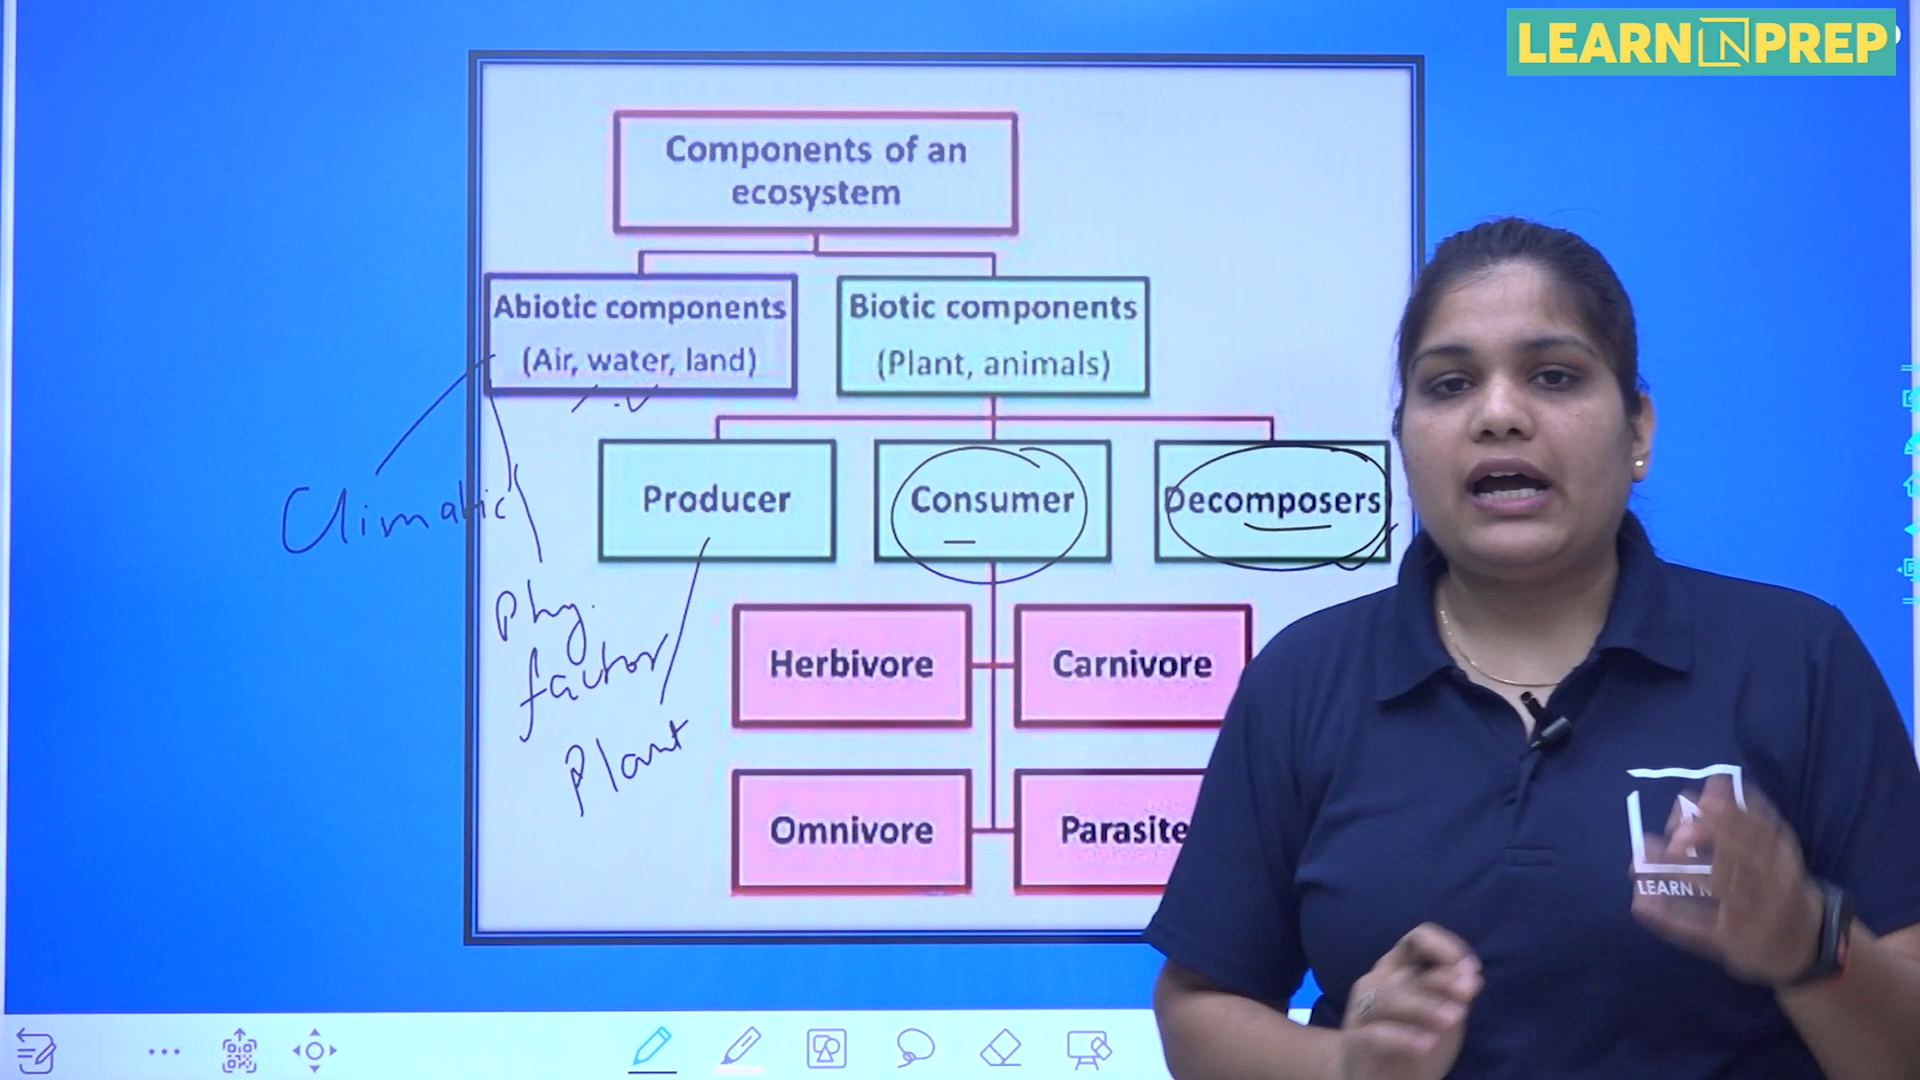 LEARN N PREP
Components of an
ecosystem
Abiotic components
(Air, water, land)
Biotic components
(Plant, animals)
Producer
Consumer
Decomposers
Climatic
Phy.
factor
Plant
Herbivore
Carnivore
Omnivore
Parasite
LEARN N